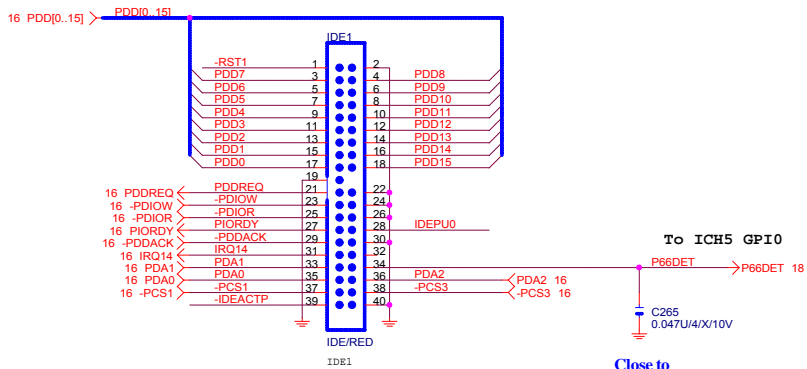 16 PDD[0..15] PDD[0..15]
IDE1
-RST1 1 2
PDD7 3 4 PDD8
PDD6 5 6 PDD9
PDD5 7 8 PDD10
PDD4 9 10 PDD11
PDD3 11 12 PDD12
PDD2 13 14 PDD13
PDD1 15 16 PDD14
PDD0 17 18 PDD15
19
16 PDDREQ PDDREQ 21 22
16 -PDIOW -PDIOW 23 24
16 -PDIOR -PDIOR 25 26
16 PIORDY PIORDY 27 28 IDEPU0
16 -PDDACK -PDDACK 29 30
16 IRQ14 IRQ14 31 32
To ICH5 GPI0
16 PDA1 PDA1 33 34 P66DET P66DET 18
16 PDA0 PDA0 35 36 PDA2 PDA2 16
16 -PCS1 -PCS1 37 38 -PCS3 -PCS3 16
-IDEACTP 39 40
C265
0.047U/4/X/10V
IDE/RED
IDE1
Close to